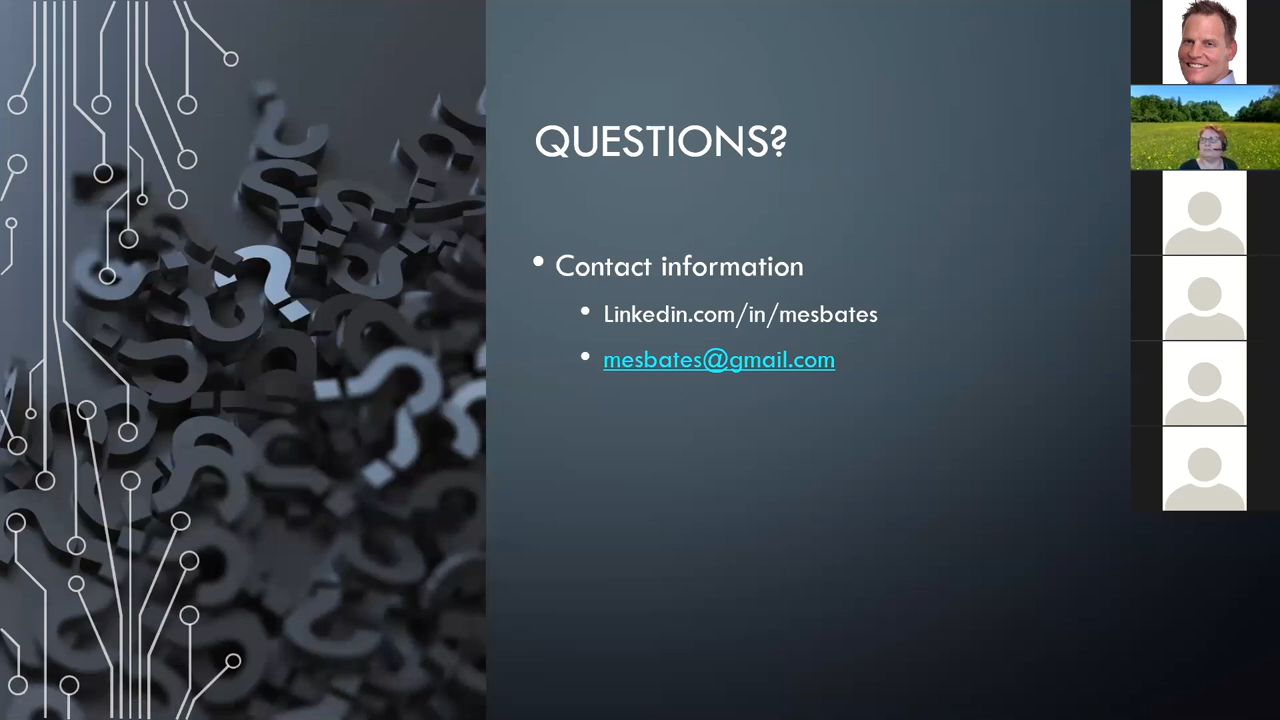 QUESTIONS?
• Contact information
• Linkedin.com/in/mesbates
• mesbates@gmail.com